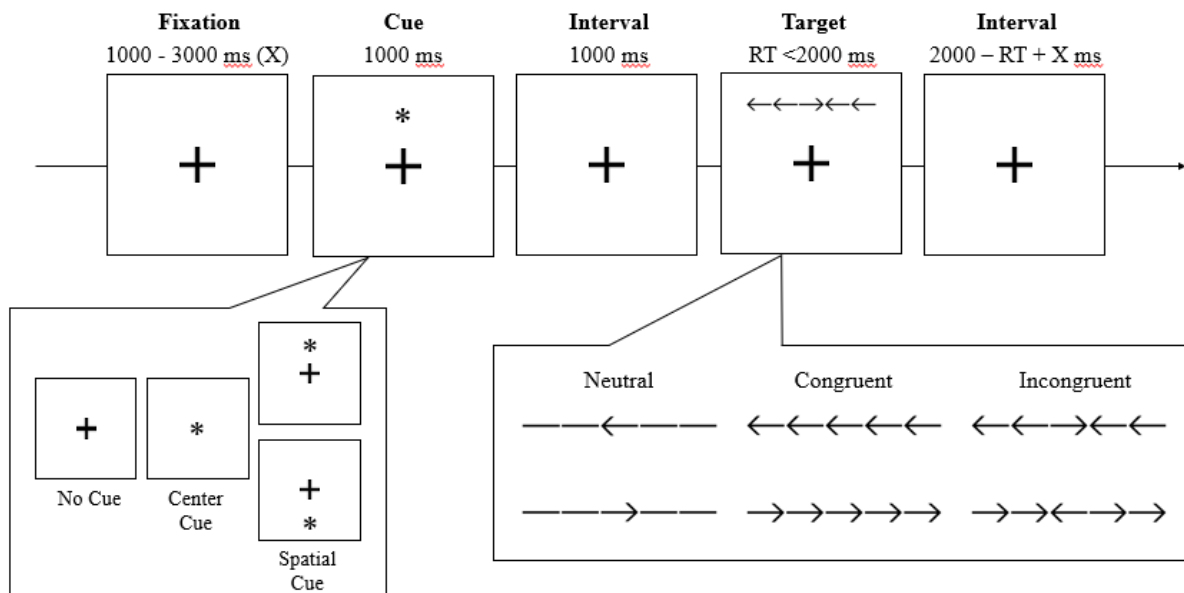 Fixation
1000 - 3000 ms (X)
Cue
1000 ms
Interval
1000 ms
Target
RT <2000 ms
Interval
2000 – RT + X ms
No Cue
Center
Cue
Spatial
Cue
Neutral
Congruent
Incongruent